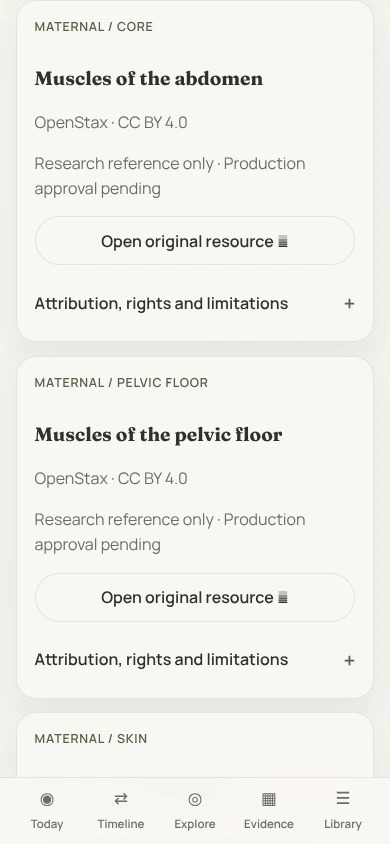 MATERNAL / CORE
Muscles of the abdomen
OpenStax · CC BY 4.0
Research reference only · Production
approval pending
Open original resource
Attribution, rights and limitations +
MATERNAL / PELVIC FLOOR
Muscles of the pelvic floor
OpenStax · CC BY 4.0
Research reference only · Production
approval pending
Open original resource
Attribution, rights and limitations +
MATERNAL / SKIN
Today Timeline Explore Evidence Library